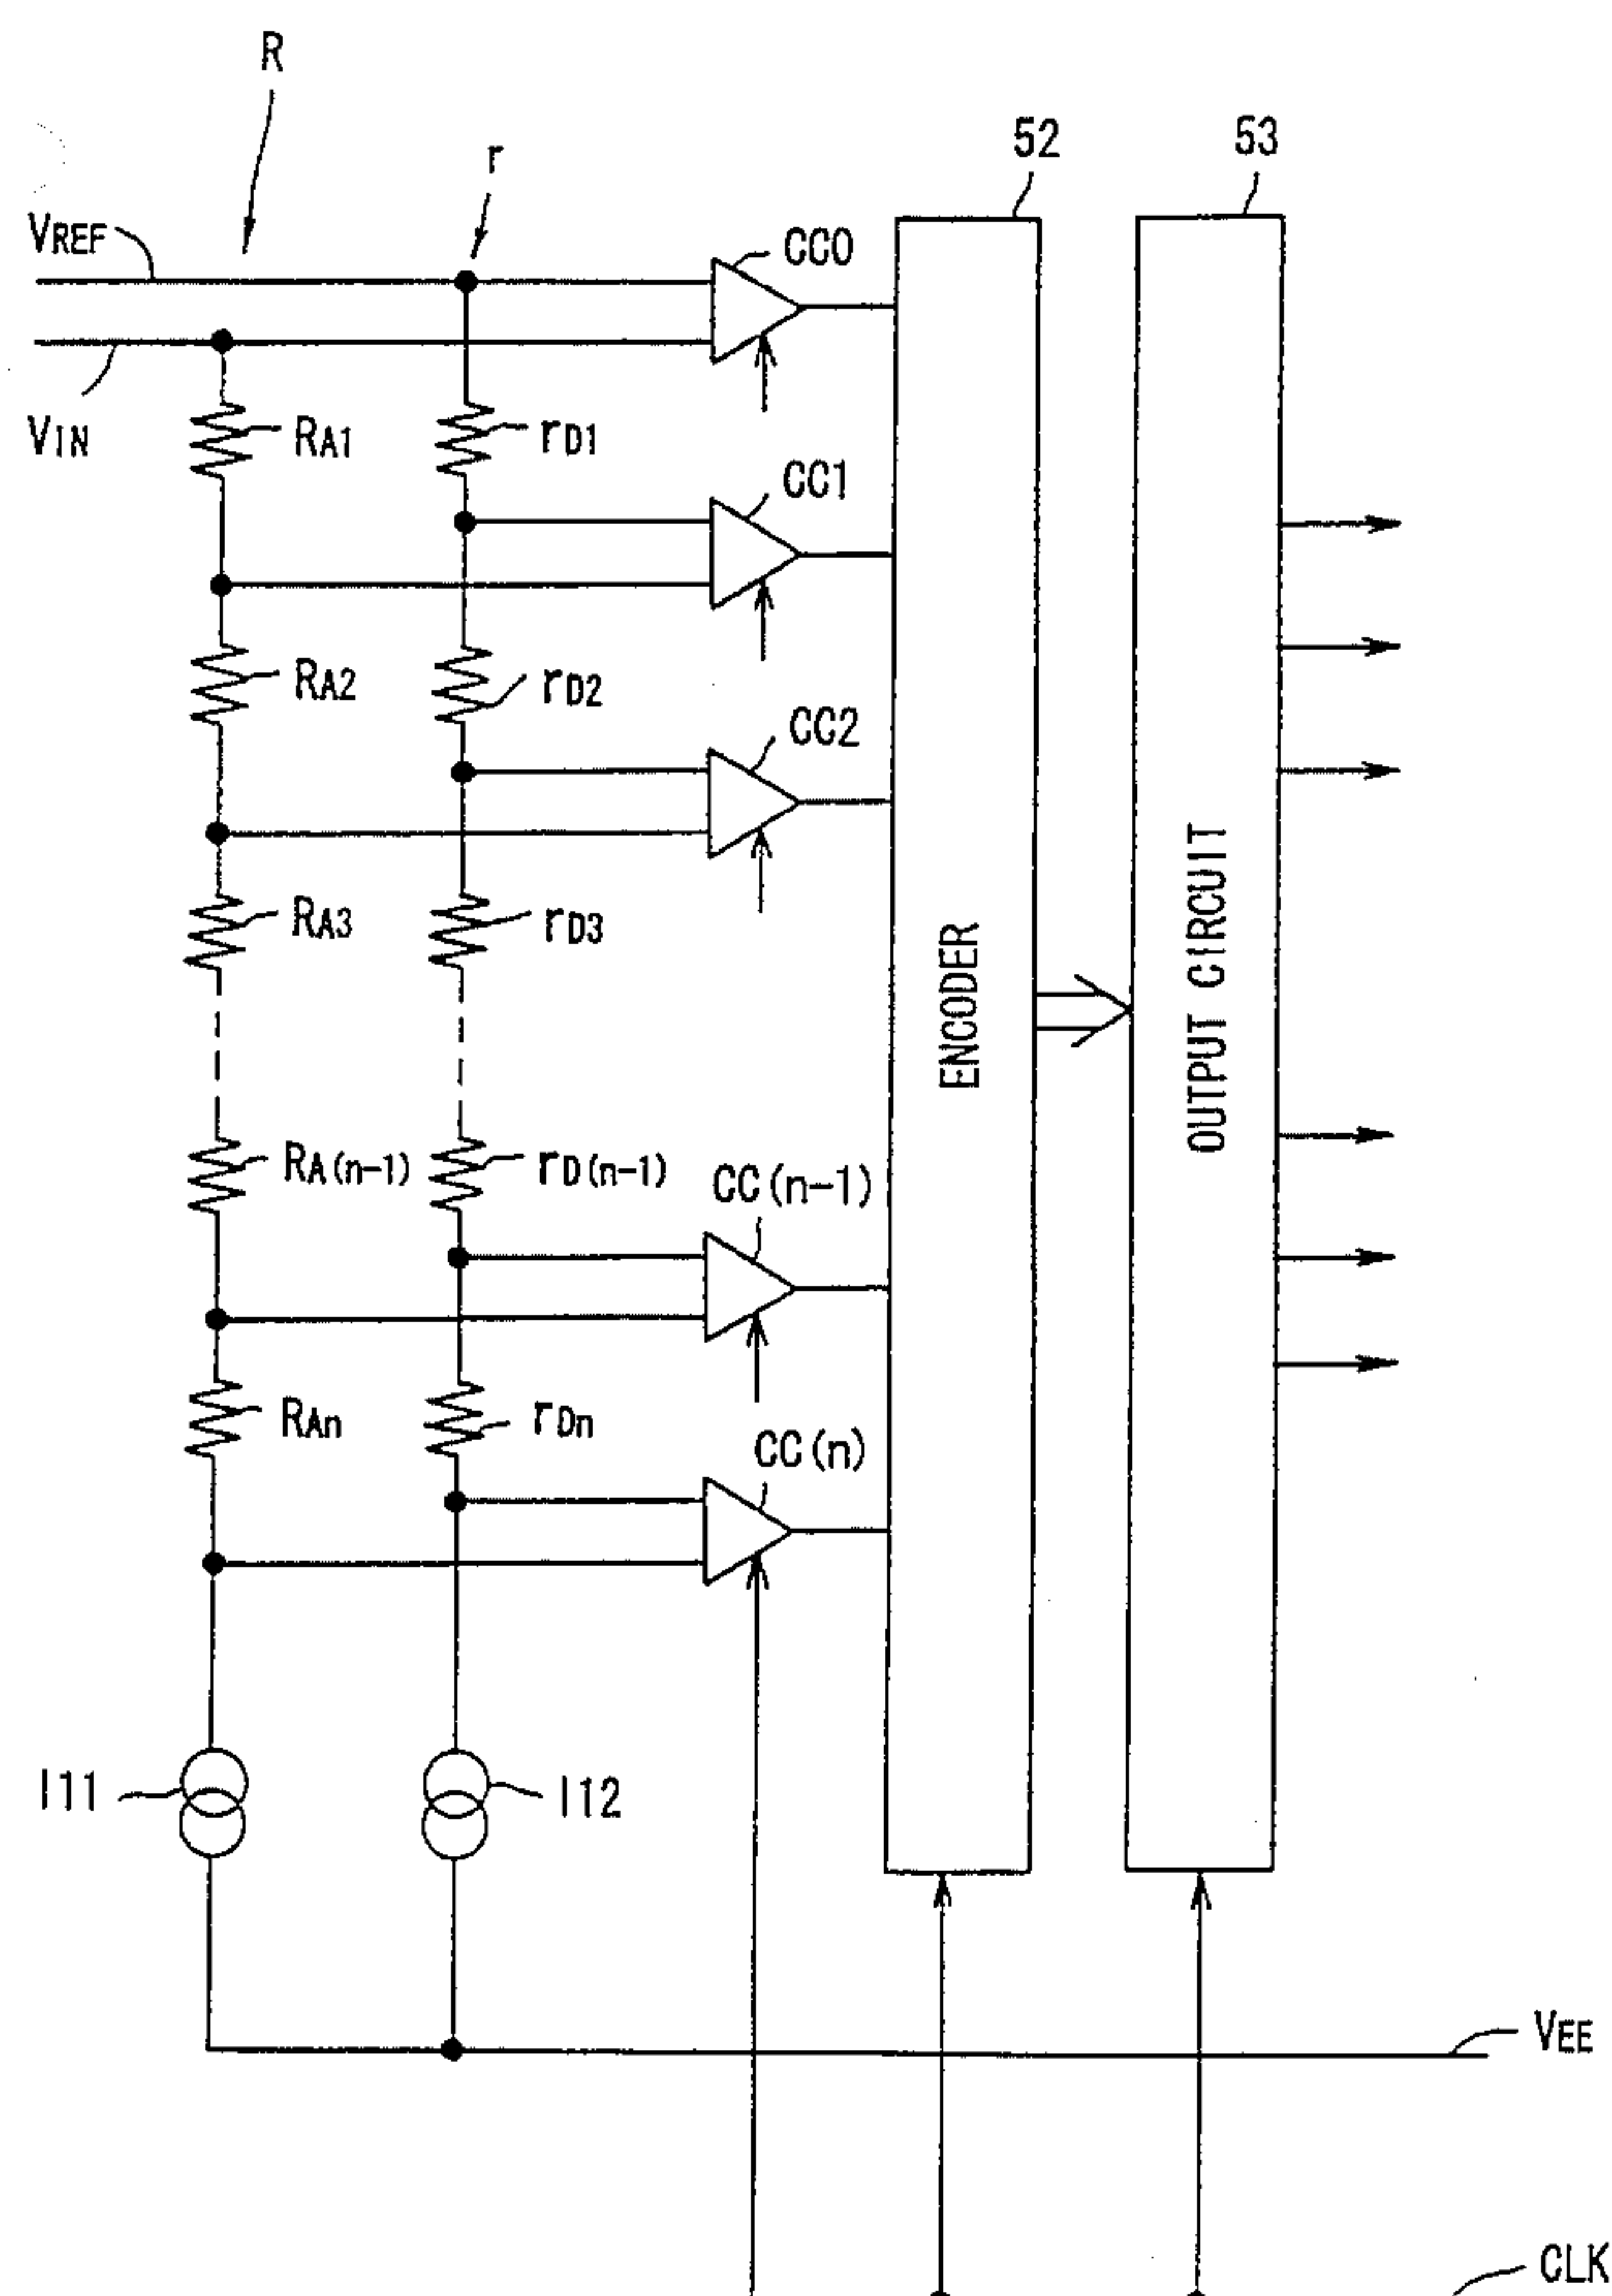 R
r
52
53
VREF
CC0
VIN
RA1
rD1
CC1
RA2
rD2
CC2
RA3
rD3
ENCODER
OUTPUT CIRCUIT
RA(n-1)
rD(n-1)
CC(n-1)
RAn
rDn
CC(n)
I11
I12
VEE
CLK